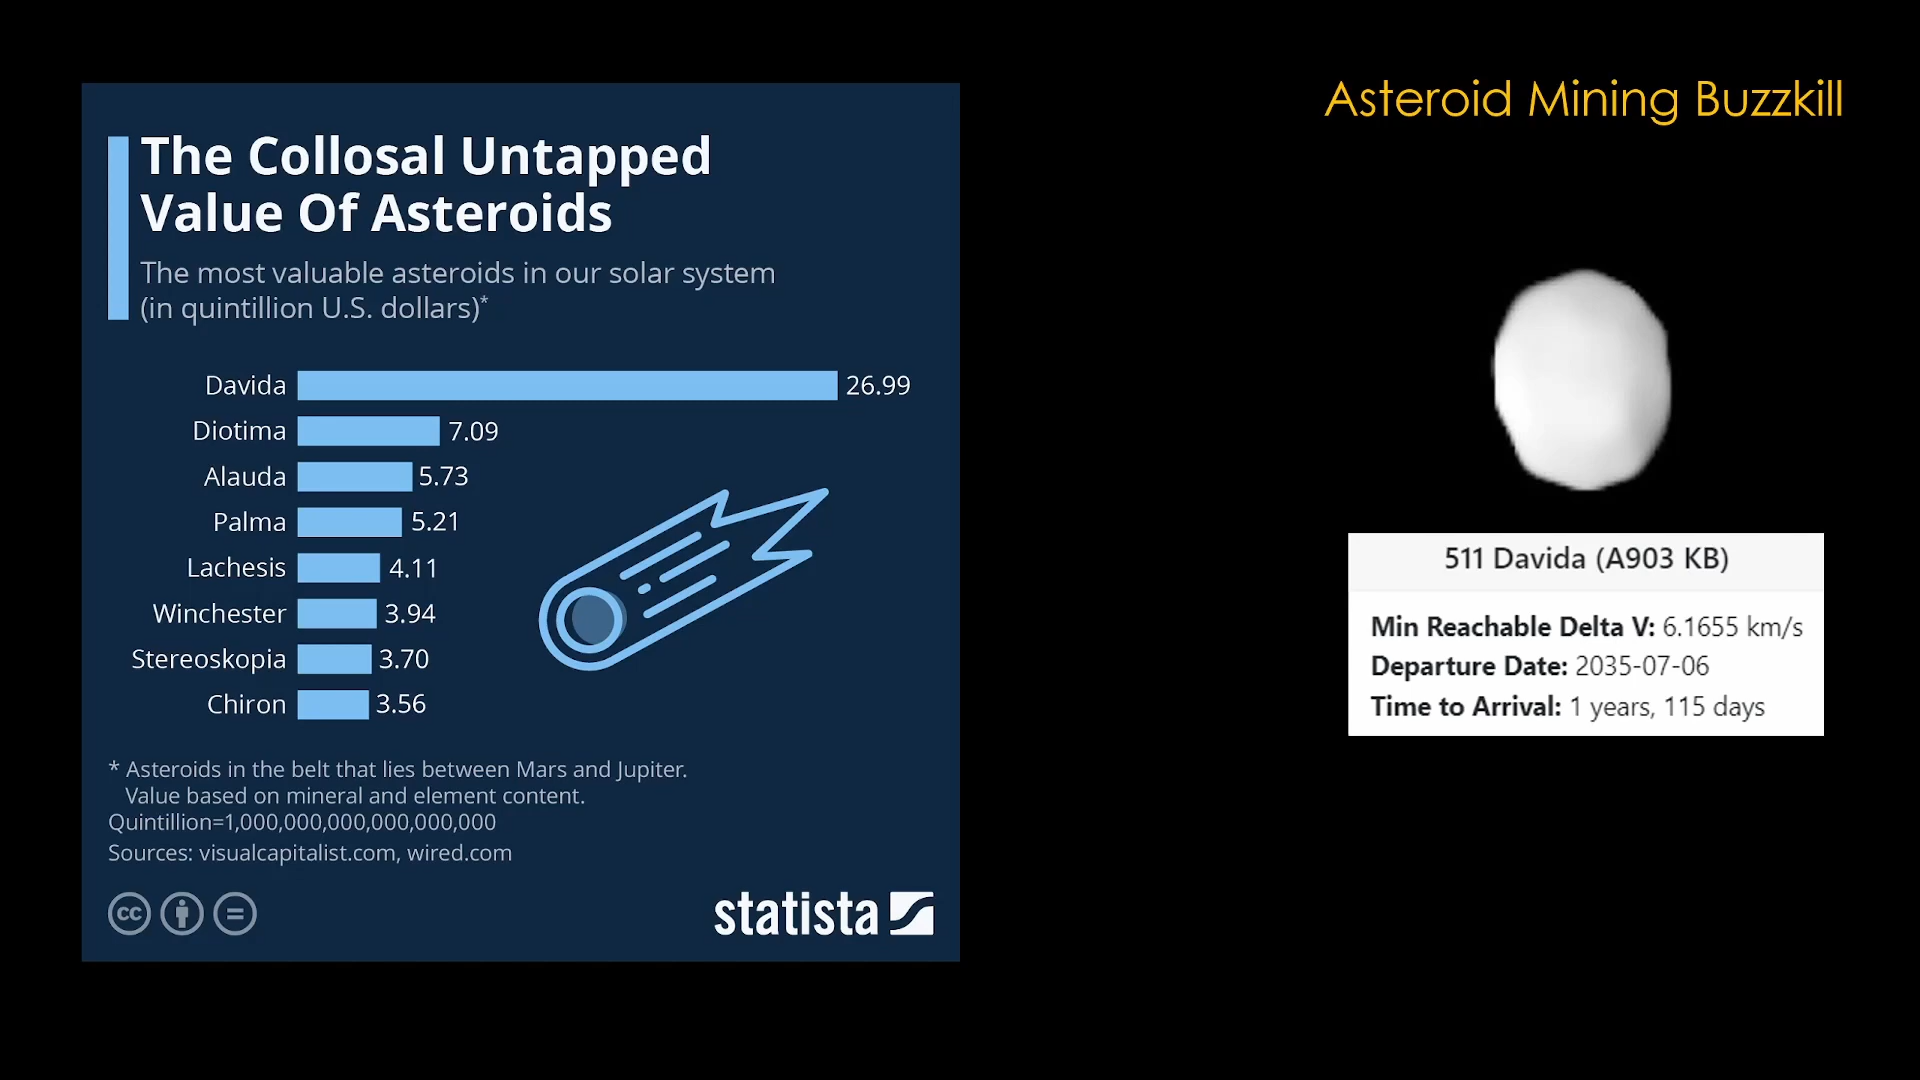 Asteroid Mining Buzzkill
The Collosal Untapped
Value Of Asteroids
The most valuable asteroids in our solar system
(in quintillion U.S. dollars)*
Davida 26.99
Diotima 7.09
Alauda 5.73
Palma 5.21
Lachesis 4.11
Winchester 3.94
Stereoskopia 3.70
Chiron 3.56
* Asteroids in the belt that lies between Mars and Jupiter.
Value based on mineral and element content.
Quintillion=1,000,000,000,000,000,000
Sources: visualcapitalist.com, wired.com
cc
statista
511 Davida (A903 KB)
Min Reachable Delta V: 6.1655 km/s
Departure Date: 2035-07-06
Time to Arrival: 1 years, 115 days